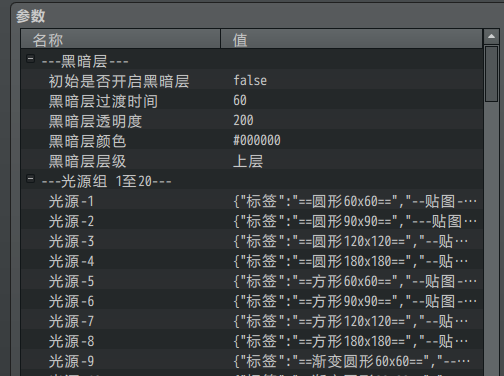 参数
名称 值
---黑暗层---
初始是否开启黑暗层 false
黑暗层过渡时间 60
黑暗层透明度 200
黑暗层颜色 #000000
黑暗层层级 上层
---光源组 1至20---
光源-1 {"标签":"==圆形60x60==","--贴图-…
光源-2 {"标签":"==圆形90x90==","---贴图…
光源-3 {"标签":"==圆形120x120==","--贴…
光源-4 {"标签":"==圆形180x180==","--贴…
光源-5 {"标签":"==方形60x60==","--贴图-…
光源-6 {"标签":"==方形90x90==","--贴图-…
光源-7 {"标签":"==方形120x120==","--贴…
光源-8 {"标签":"==方形180x180==","--贴…
光源-9 {"标签":"==渐变圆形60x60==","--…